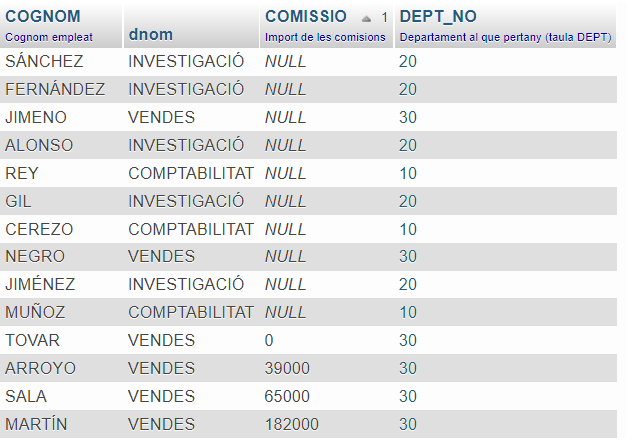 COGNOM dnom COMISSIO 1 DEPT_NO
Cognom empleat Import de les comisions Departament al que pertany (taula DEPT)
SÁNCHEZ INVESTIGACIÓ NULL 20
FERNÁNDEZ INVESTIGACIÓ NULL 20
JIMENO VENDES NULL 30
ALONSO INVESTIGACIÓ NULL 20
REY COMPTABILITAT NULL 10
GIL INVESTIGACIÓ NULL 20
CEREZO COMPTABILITAT NULL 10
NEGRO VENDES NULL 30
JIMÉNEZ INVESTIGACIÓ NULL 20
MUÑOZ COMPTABILITAT NULL 10
TOVAR VENDES 0 30
ARROYO VENDES 39000 30
SALA VENDES 65000 30
MARTÍN VENDES 182000 30